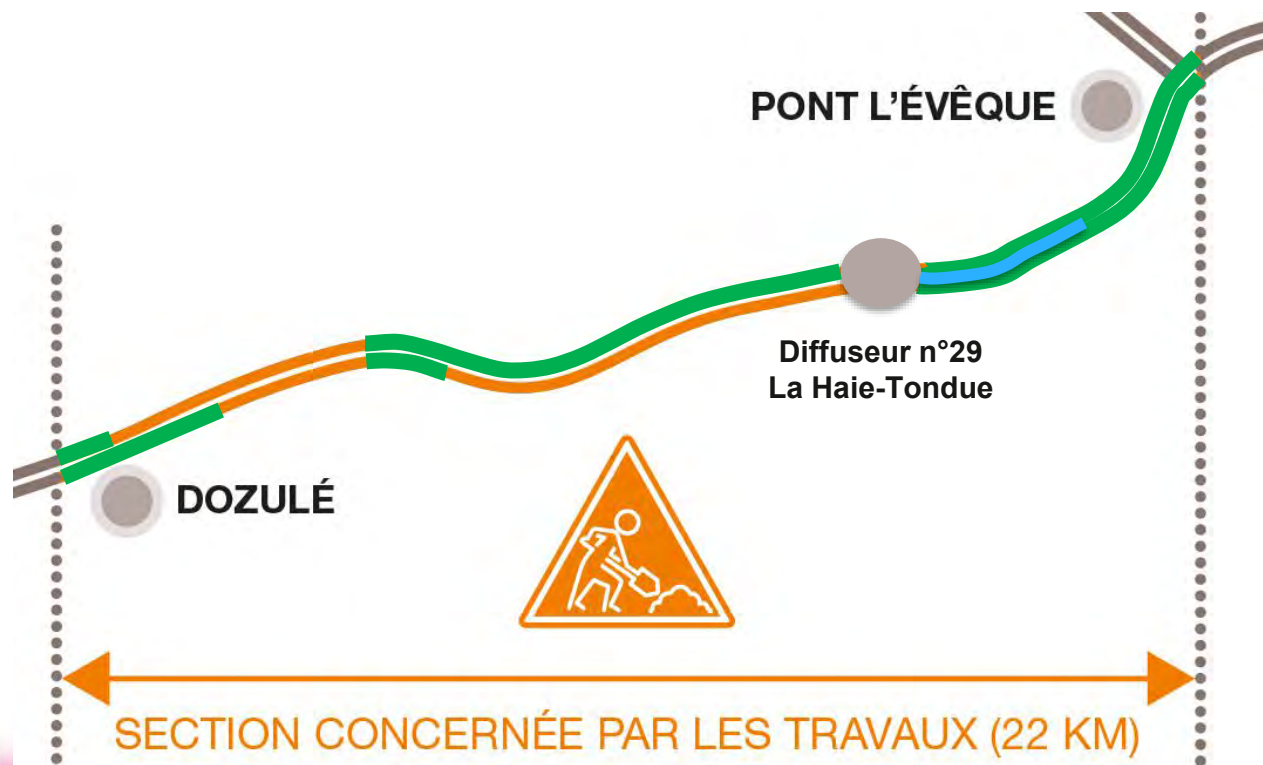 PONT L'ÉVÊQUE
Diffuseur n°29
La Haie-Tondue
DOZULÉ
SECTION CONCERNÉE PAR LES TRAVAUX (22 KM)